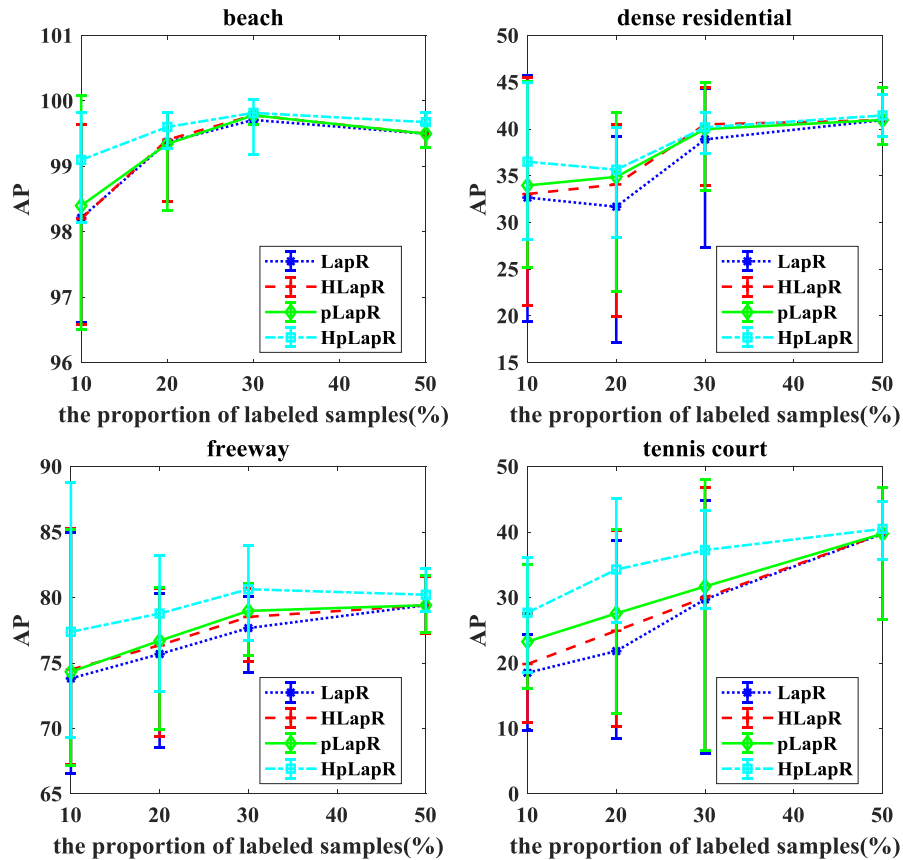 beach
101
100
99
98
97
96
AP
LapR
HLapR
pLapR
HpLapR
10 20 30 40 50
the proportion of labeled samples(%)
dense residential
50
45
40
35
30
25
20
15
AP
LapR
HLapR
pLapR
HpLapR
10 20 30 40 50
the proportion of labeled samples(%)
freeway
90
85
80
75
70
65
AP
LapR
HLapR
pLapR
HpLapR
10 20 30 40 50
the proportion of labeled samples(%)
tennis court
50
40
30
20
10
0
AP
LapR
HLapR
pLapR
HpLapR
10 20 30 40 50
the proportion of labeled samples(%)